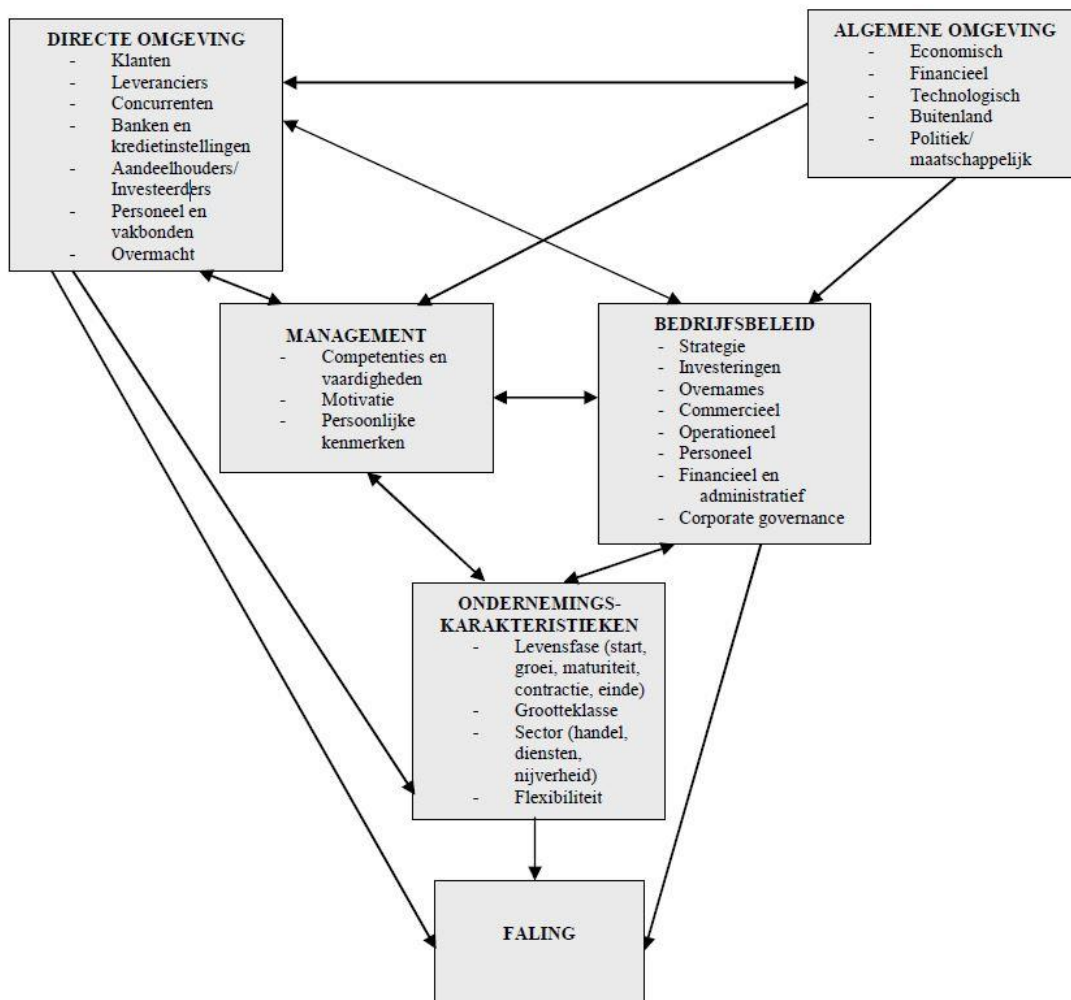 DIRECTE OMGEVING
- Klanten
- Leveranciers
- Concurrenten
- Banken en
kredietinstellingen
- Aandeelhouders/
Investeerders
- Personeel en
vakbonden
- Overmacht
ALGEMENE OMGEVING
- Economisch
- Financieel
- Technologisch
- Buitenland
- Politiek/
maatschappelijk
MANAGEMENT
- Competenties en
vaardigheden
- Motivatie
- Persoonlijke
kenmerken
BEDRIJFSBELEID
- Strategie
- Investeringen
- Overnames
- Commercieel
- Operationeel
- Personeel
- Financieel en
administratief
- Corporate governance
ONDERNEMINGS-
KARAKTERISTIEKEN
- Levensfase (start,
groei, maturiteit,
contractie, einde)
- Grootteklasse
- Sector (handel,
diensten,
nijverheid)
- Flexibiliteit
FALING